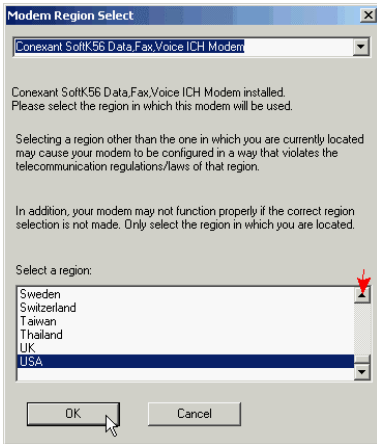 Modem Region Select
Conexant SoftK56 Data,Fax,Voice ICH Modem
Conexant SoftK56 Data,Fax,Voice ICH Modem installed.
Please select the region in which this modem will be used.
Selecting a region other than the one in which you are currently located
may cause your modem to be configured in a way that violates the
telecommunication regulations/laws of that region.
In addition, your modem may not function properly if the correct region
selection is not made. Only select the region in which you are located.
Select a region:
Sweden
Switzerland
Taiwan
Thailand
UK
USA
OK
Cancel